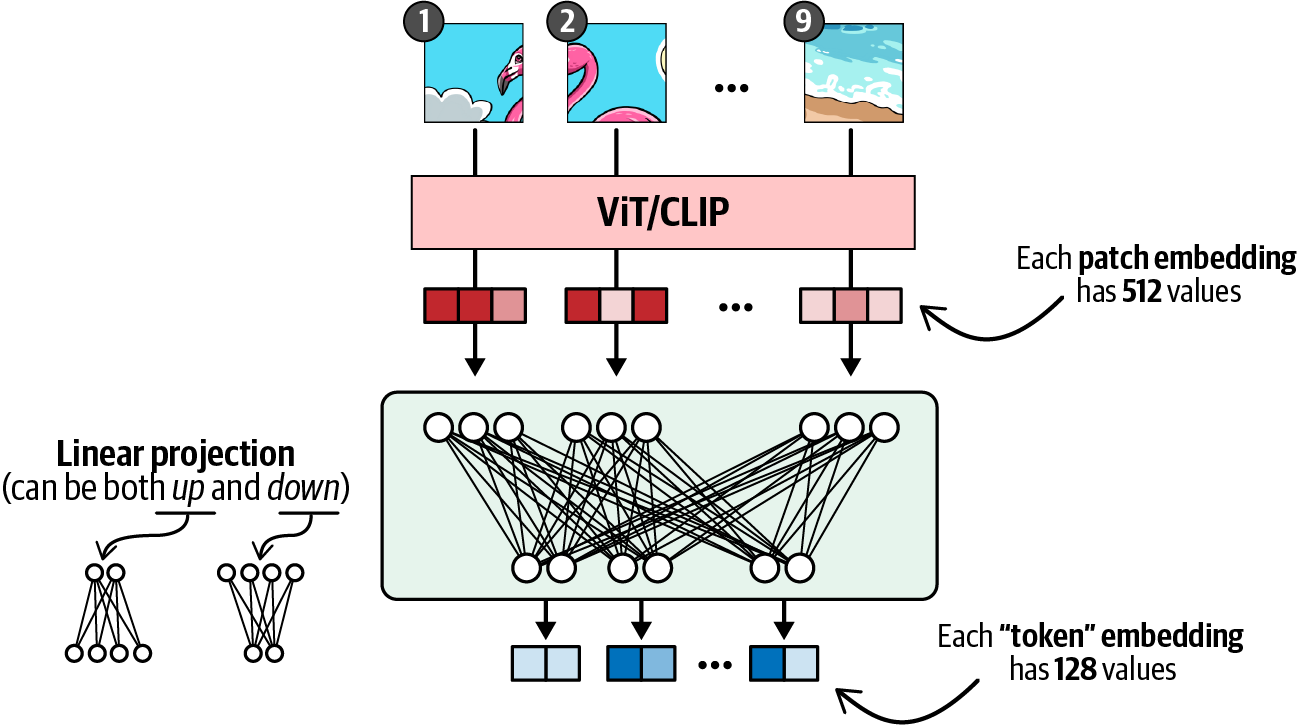 1
2
9
ViT/CLIP
Each patch embedding
has 512 values
Linear projection
(can be both up and down)
Each “token” embedding
has 128 values